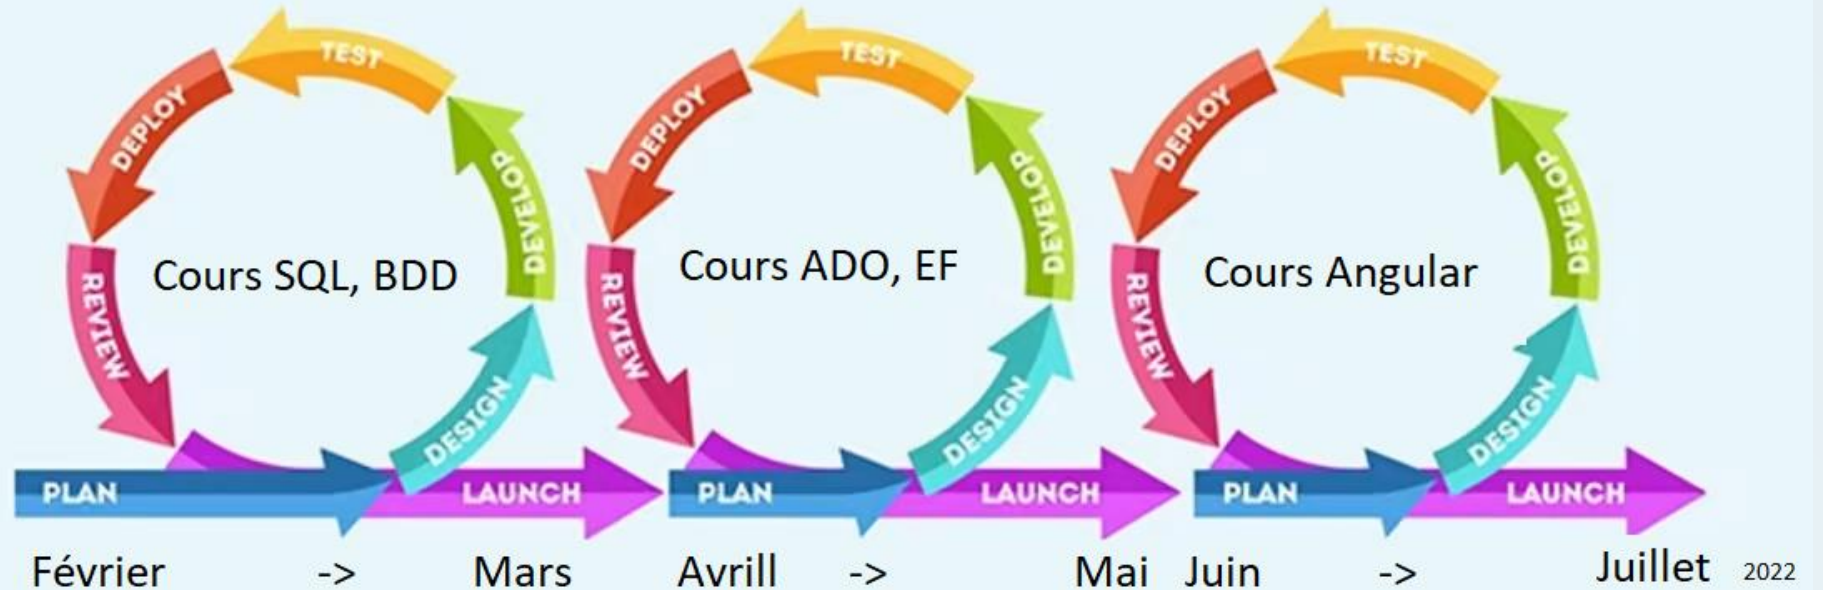 TEST
DEPLOY
DEVELOP
Cours SQL, BDD
REVIEW
DESIGN
PLAN
LAUNCH
Février -> Mars
TEST
DEPLOY
DEVELOP
Cours ADO, EF
REVIEW
DESIGN
PLAN
LAUNCH
Avrill -> Mai
TEST
DEPLOY
DEVELOP
Cours Angular
REVIEW
DESIGN
PLAN
LAUNCH
Juin -> Juillet 2022